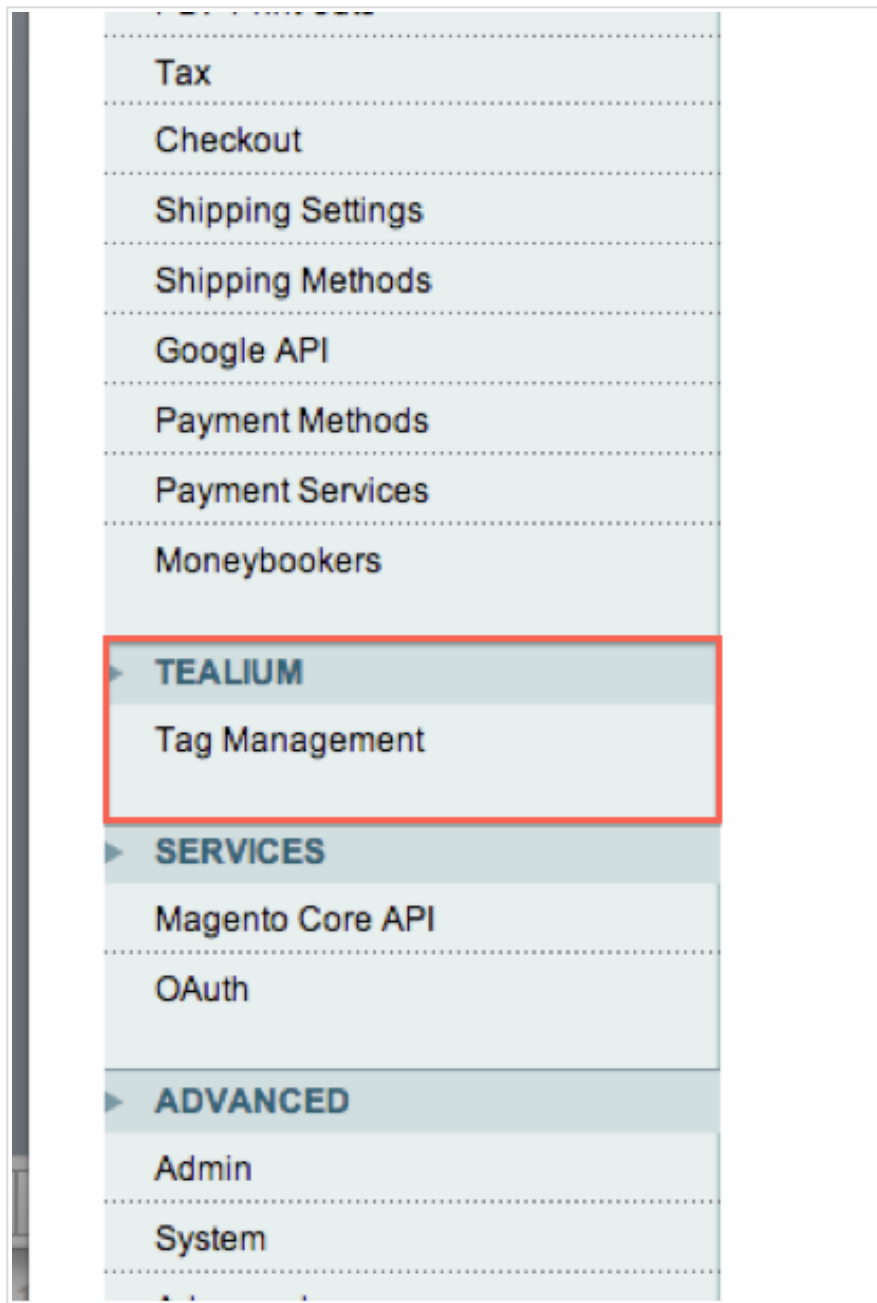 Tax
Checkout
Shipping Settings
Shipping Methods
Google API
Payment Methods
Payment Services
Moneybookers
TEALIUM
Tag Management
SERVICES
Magento Core API
OAuth
ADVANCED
Admin
System